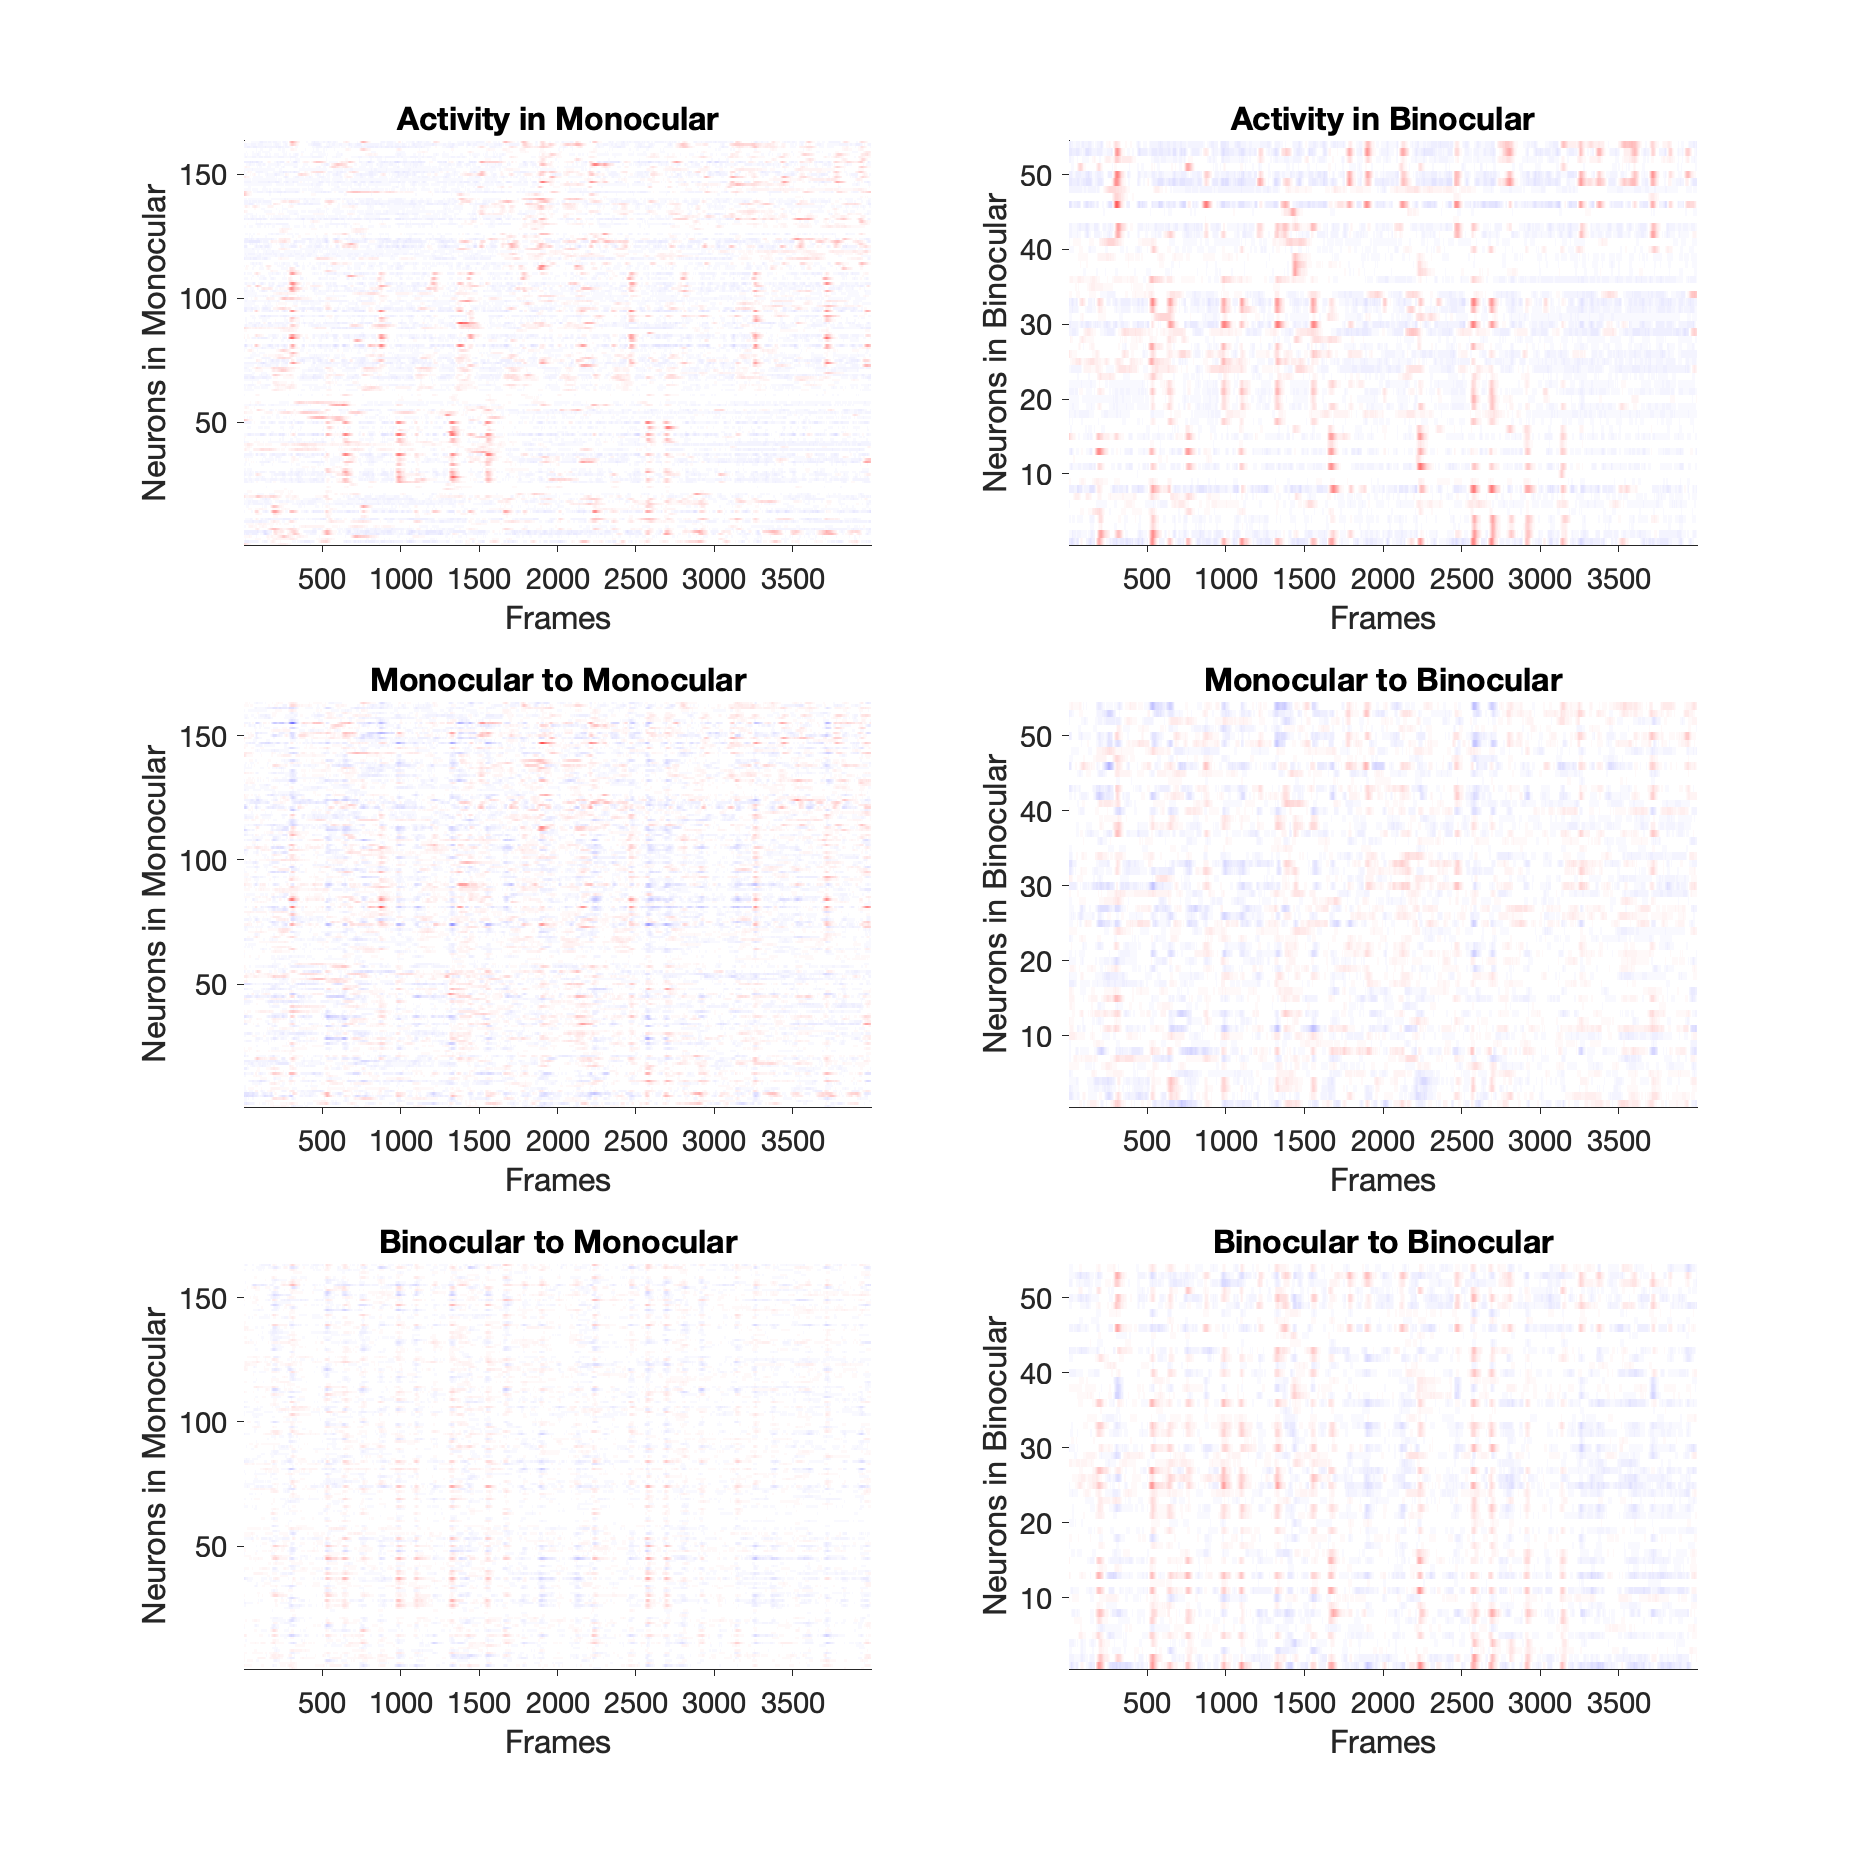 Activity in Monocular
Neurons in Monocular
150
100
50
500 1000 1500 2000 2500 3000 3500
Frames
Activity in Binocular
Neurons in Binocular
50
40
30
20
10
500 1000 1500 2000 2500 3000 3500
Frames
Monocular to Monocular
Neurons in Monocular
150
100
50
500 1000 1500 2000 2500 3000 3500
Frames
Monocular to Binocular
Neurons in Binocular
50
40
30
20
10
500 1000 1500 2000 2500 3000 3500
Frames
Binocular to Monocular
Neurons in Monocular
150
100
50
500 1000 1500 2000 2500 3000 3500
Frames
Binocular to Binocular
Neurons in Binocular
50
40
30
20
10
500 1000 1500 2000 2500 3000 3500
Frames